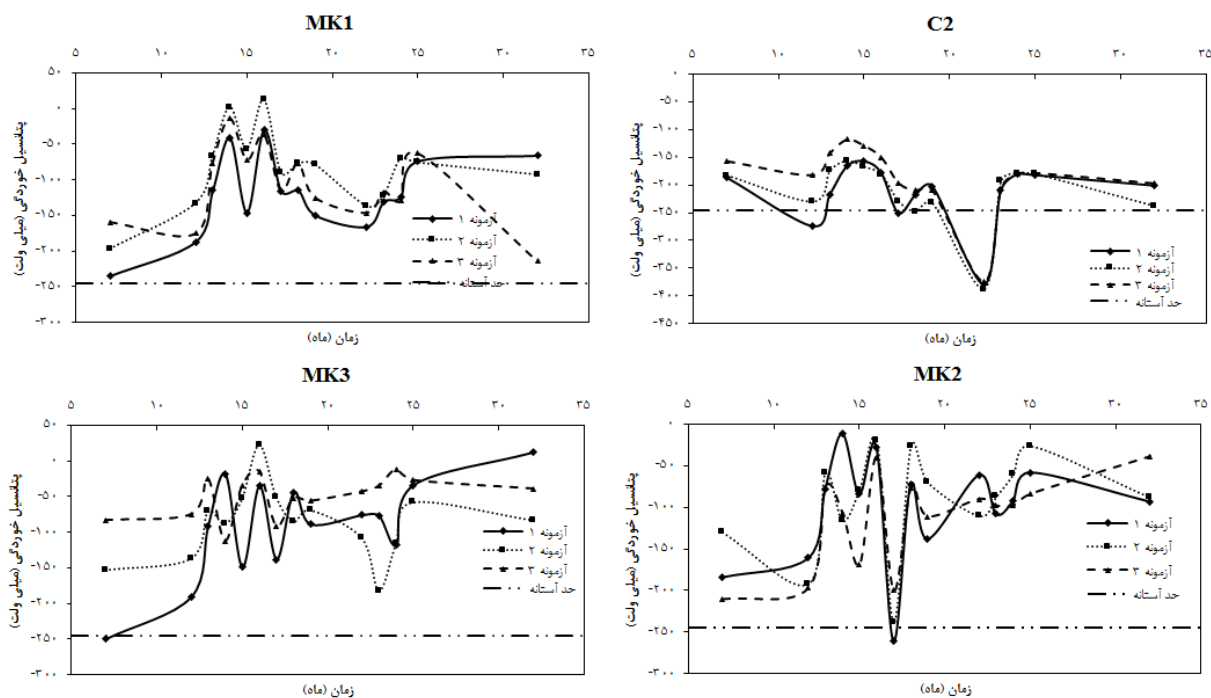 MK1
۵ ۱۰ ۱۵ ۲۰ ۲۵ ۳۰ ۳۵
۵۰
۰
-۵۰
-۱۰۰
-۱۵۰
-۲۰۰
-۲۵۰
-۳۰۰
پتانسیل خوردگی (میلی ولت)
آزمونه ۱
آزمونه ۲
آزمونه ۳
حد آستانه
زمان (ماه)
C2
۵ ۱۰ ۱۵ ۲۰ ۲۵ ۳۰ ۳۵
۰
-۵۰
-۱۰۰
-۱۵۰
-۲۰۰
-۲۵۰
-۳۰۰
-۳۵۰
-۴۰۰
-۴۵۰
پتانسیل خوردگی (میلی ولت)
آزمونه ۱
آزمونه ۲
آزمونه ۳
حد آستانه
زمان (ماه)
MK3
۵ ۱۰ ۱۵ ۲۰ ۲۵ ۳۰ ۳۵
۵۰
۰
-۵۰
-۱۰۰
-۱۵۰
-۲۰۰
-۲۵۰
-۳۰۰
پتانسیل خوردگی (میلی ولت)
آزمونه ۱
آزمونه ۲
آزمونه ۳
حد آستانه
زمان (ماه)
MK2
۵ ۱۰ ۱۵ ۲۰ ۲۵ ۳۰ ۳۵
۰
-۵۰
-۱۰۰
-۱۵۰
-۲۰۰
-۲۵۰
-۳۰۰
پتانسیل خوردگی (میلی ولت)
آزمونه ۱
آزمونه ۲
آزمونه ۳
حد آستانه
زمان (ماه)